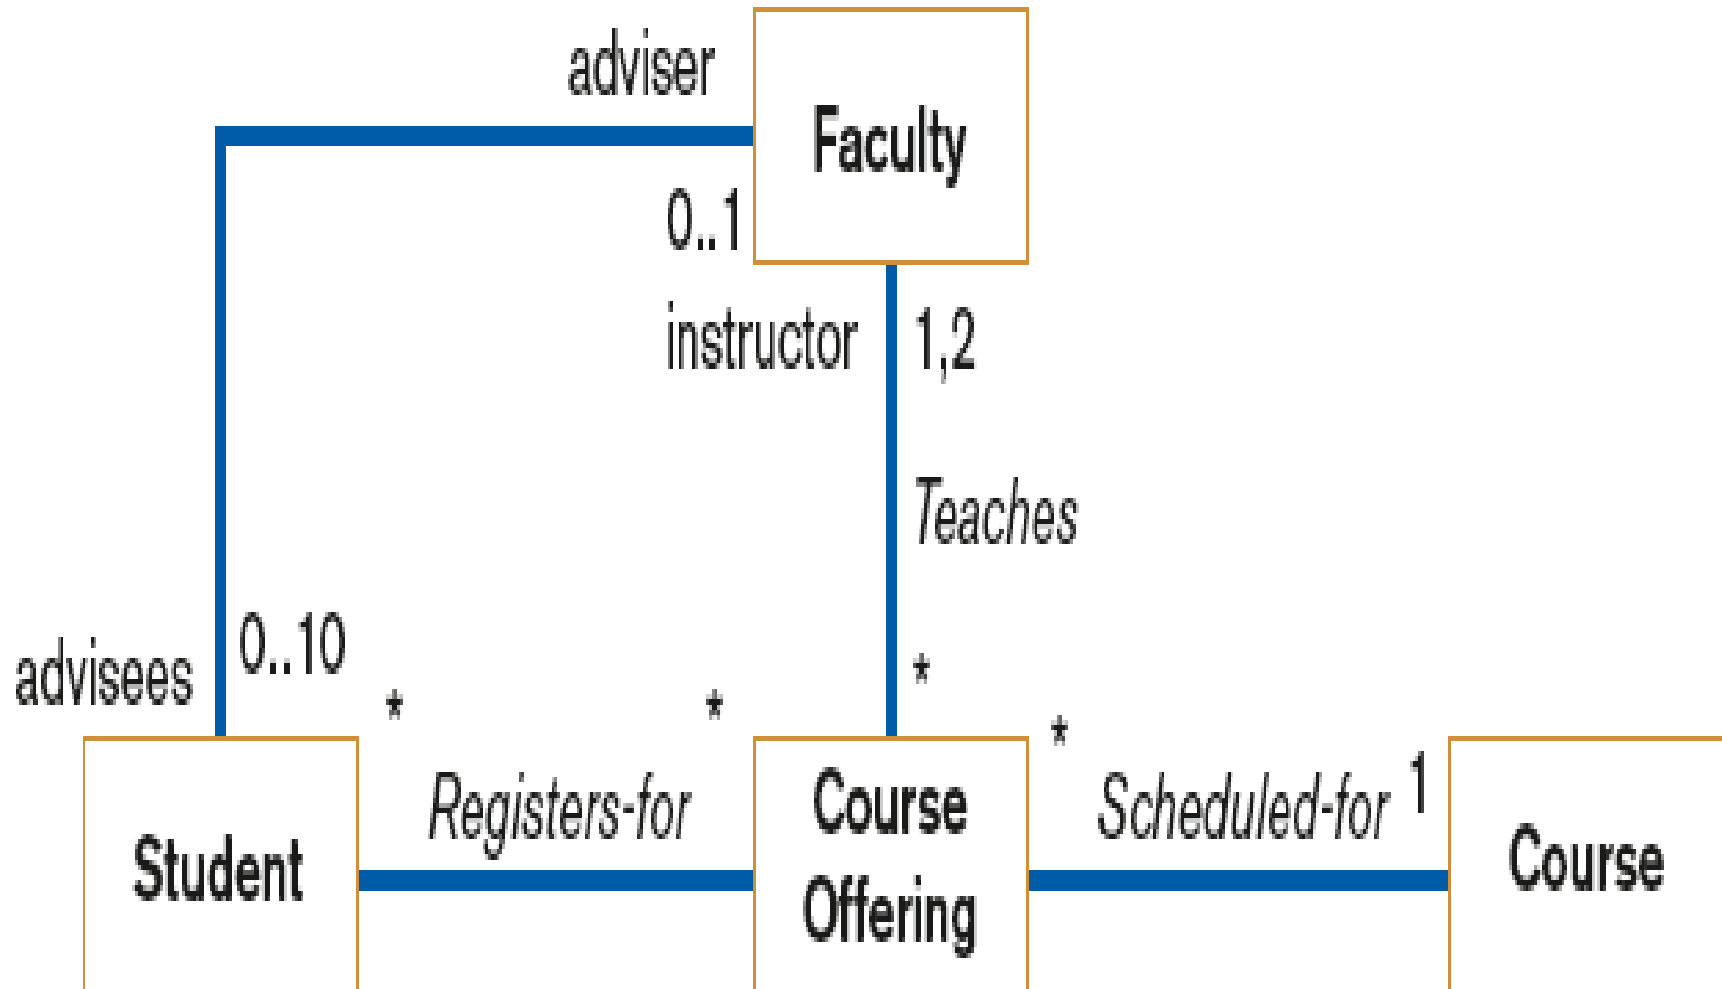 adviser
Faculty
0..1
instructor
1,2
Teaches
0..10
advisees
*
*
*
*
Registers-for
Course
Offering
Scheduled-for
1
Student
Course